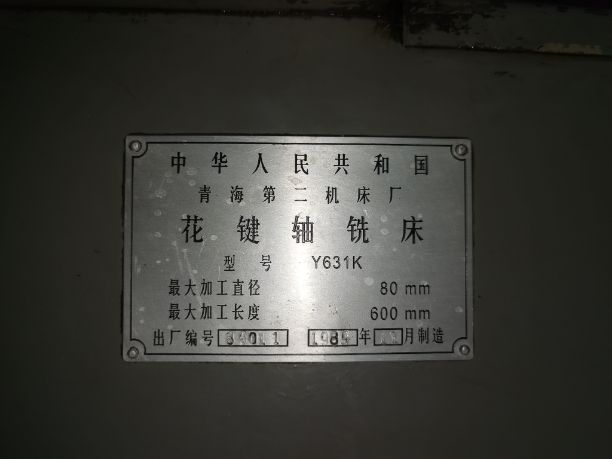 中华人民共和国
青海第二机床厂
花键轴铣床
型号 Y631K
最大加工直径 80 mm
最大加工长度 600 mm
出厂编号 年 月制造